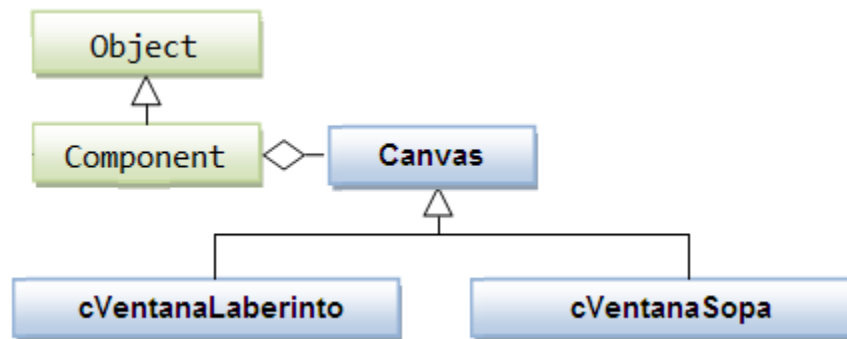 Object
Component
Canvas
cVentanaLaberinto
cVentanaSopa